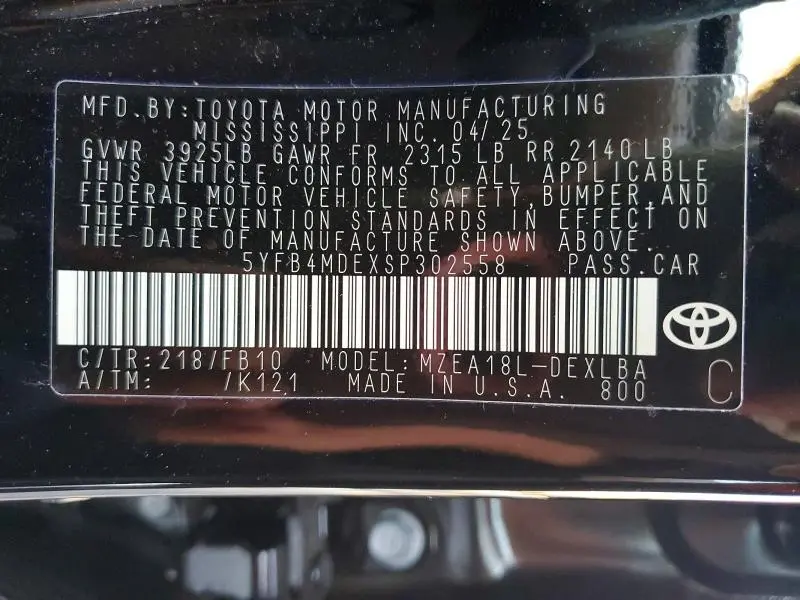 MFD.BY:TOYOTA MOTOR MANUFACTURING
MISSISSIPPI INC. 04/25
GVWR 3925LB GAWR FR 2315 LB RR 2140 LB
THIS VEHICLE CONFORMS TO ALL APPLICABLE
FEDERAL MOTOR VEHICLE SAFETY,BUMPER,AND
THEFT PREVENTION STANDARDS IN EFFECT ON
THE DATE OF MANUFACTURE SHOWN ABOVE.
5YFB4MDEXSP302558 PASS.CAR
C/TR:218/FB10 MODEL:MZEA18L-DEXLBA
A/TM: /K121 MADE IN U.S.A. 800
C